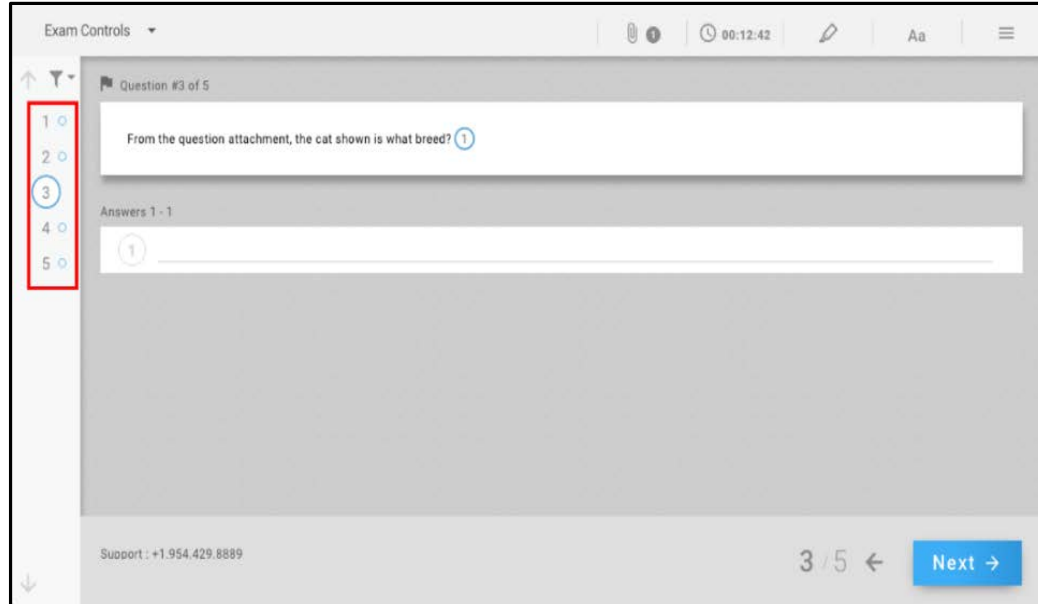 Exam Controls
1
00:12:42
Aa
Question #3 of 5
1
2
3
4
5
From the question attachment, the cat shown is what breed? 1
Answers 1 - 1
1
Support : +1.954.429.8889
3 / 5
Next